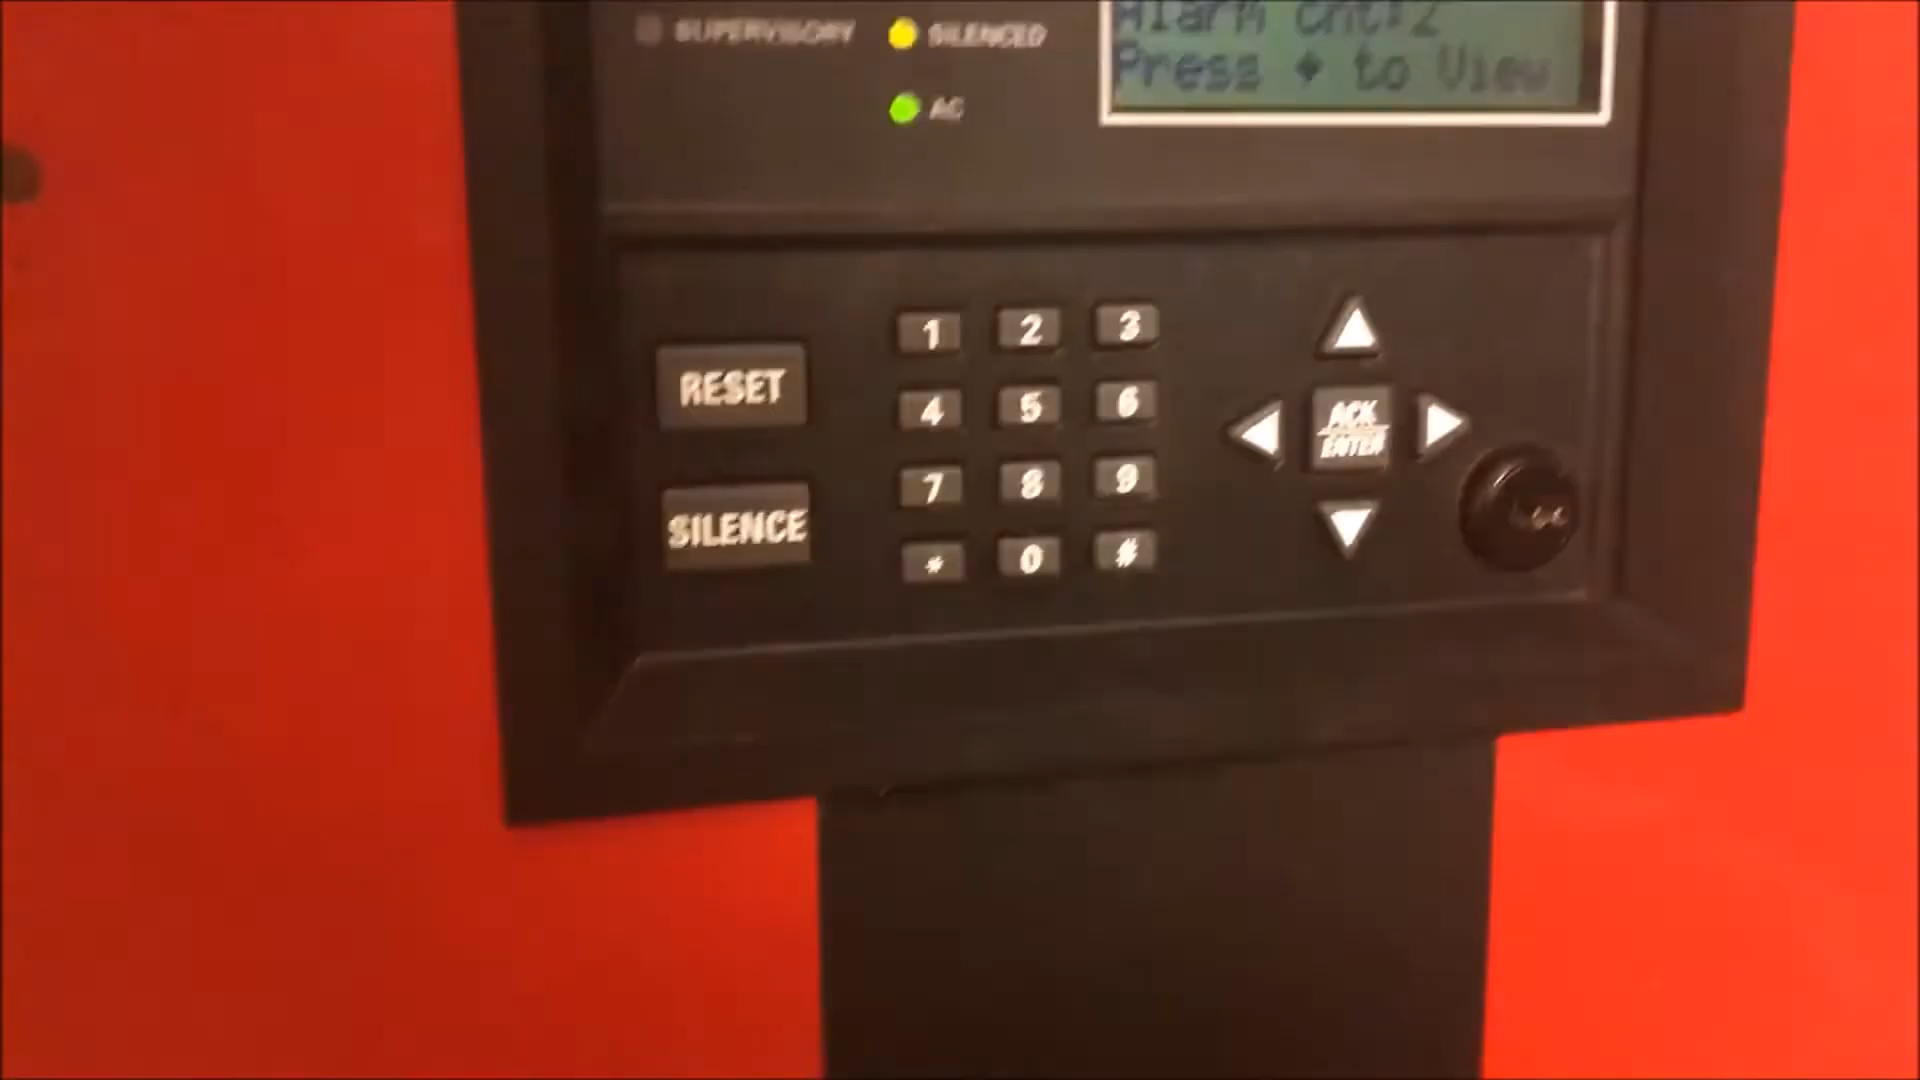 SUPERVISORY
SILENCED
AC
Alarm cnt:2
Press ♦ to View
RESET
SILENCE
1 2 3
4 5 6
7 8 9
* 0 #
ACK
ENTER